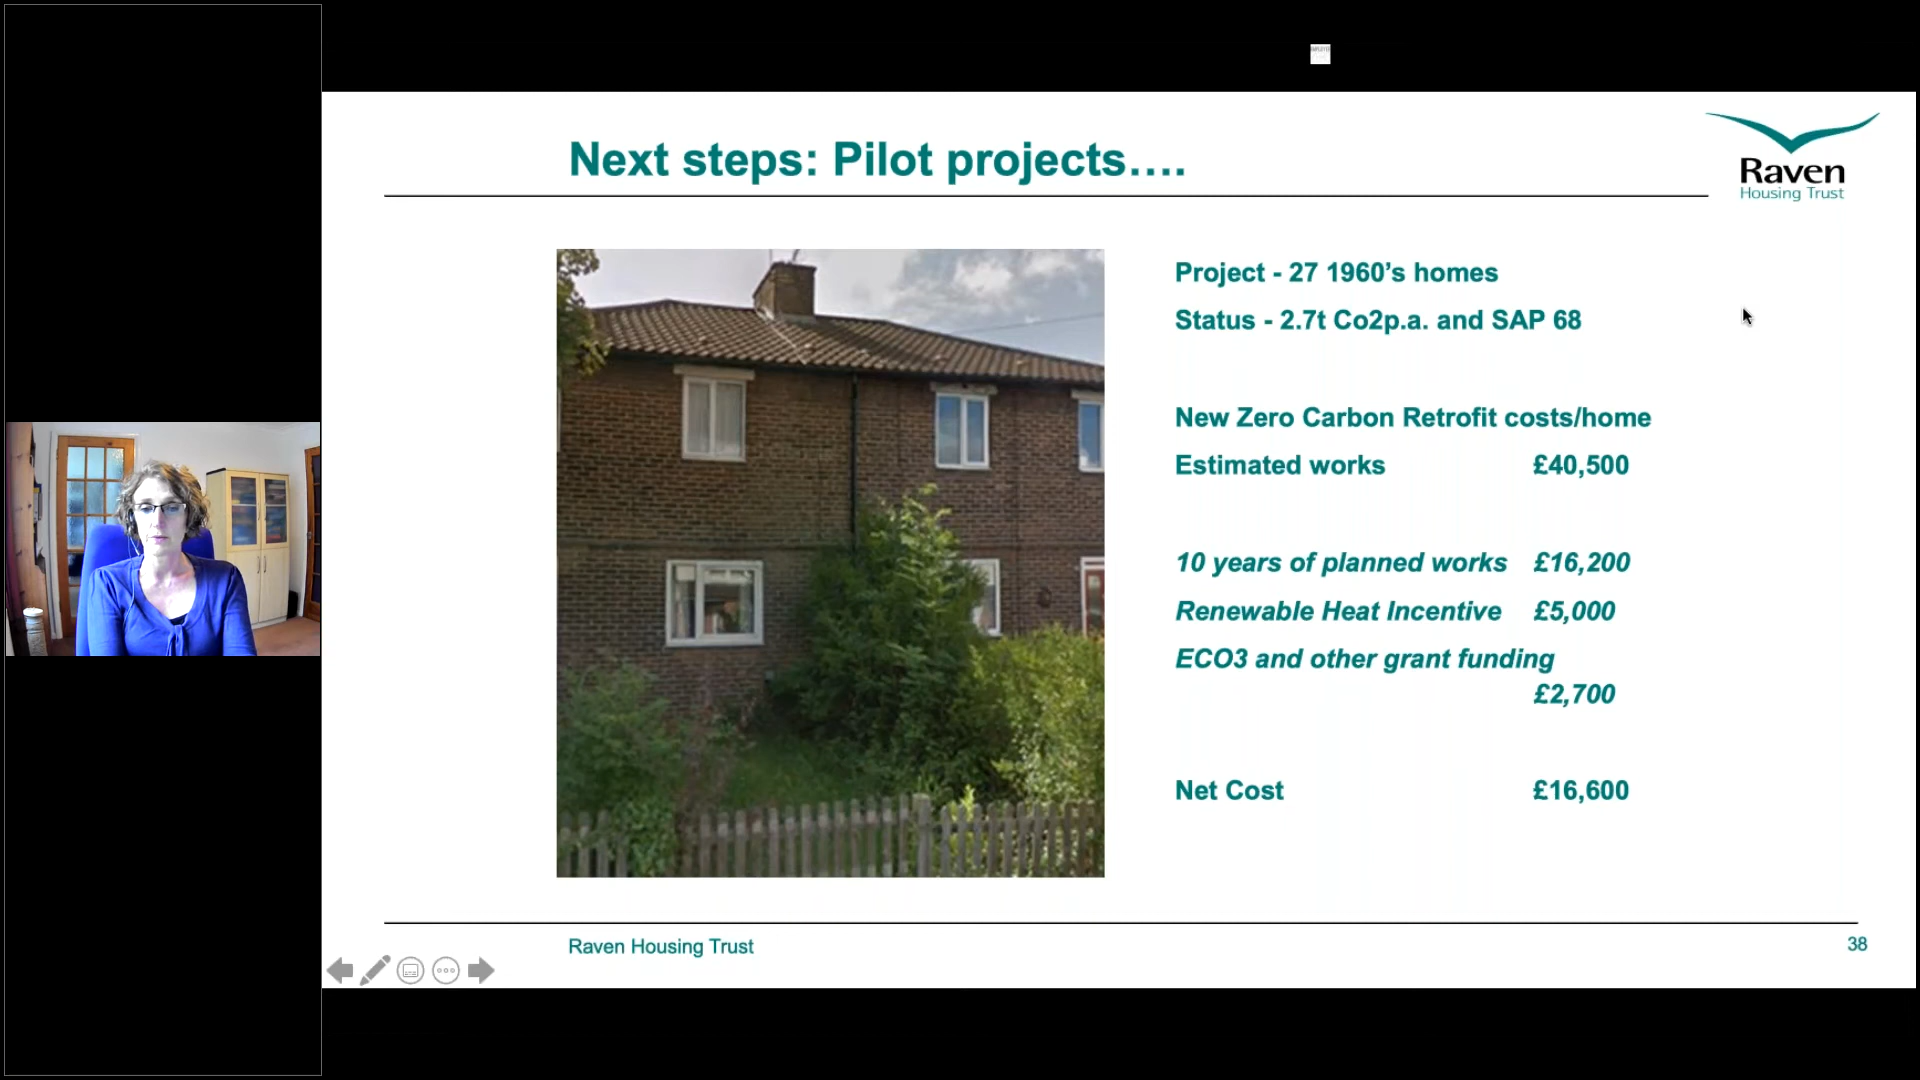 Next steps: Pilot projects….
Raven
Housing Trust
Project - 27 1960’s homes
Status - 2.7t Co2p.a. and SAP 68
New Zero Carbon Retrofit costs/home
Estimated works £40,500
10 years of planned works £16,200
Renewable Heat Incentive £5,000
ECO3 and other grant funding
£2,700
Net Cost £16,600
Raven Housing Trust
38